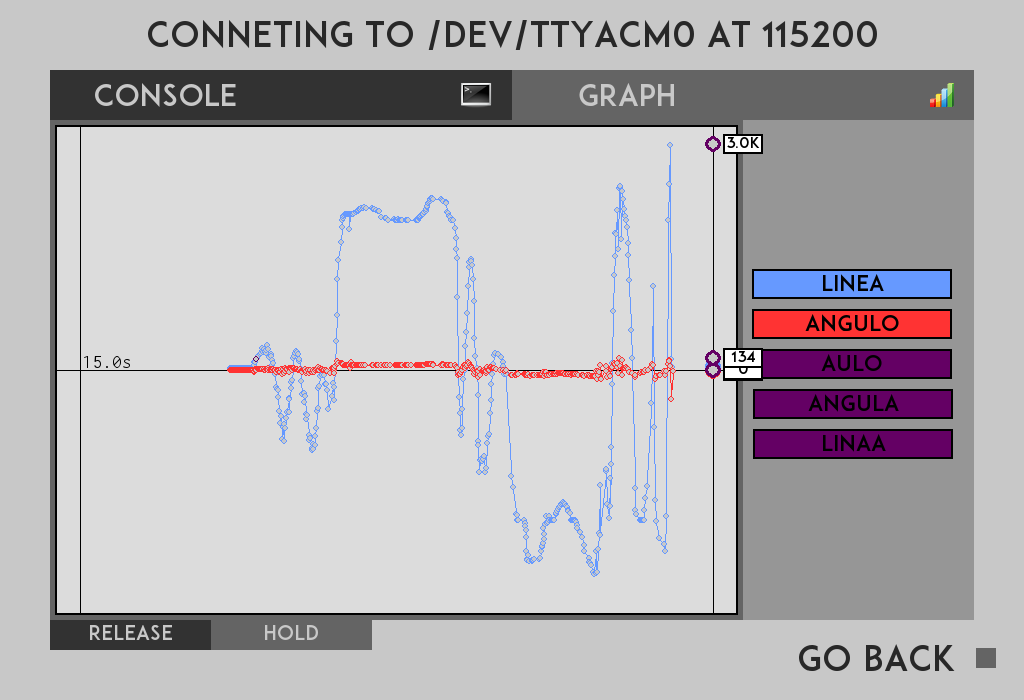 CONNETING TO /DEV/TTYACM0 AT 115200
CONSOLE
GRAPH
3.0K
15.0s
134
0
LINEA
ANGULO
AULO
ANGULA
LINAA
RELEASE
HOLD
GO BACK